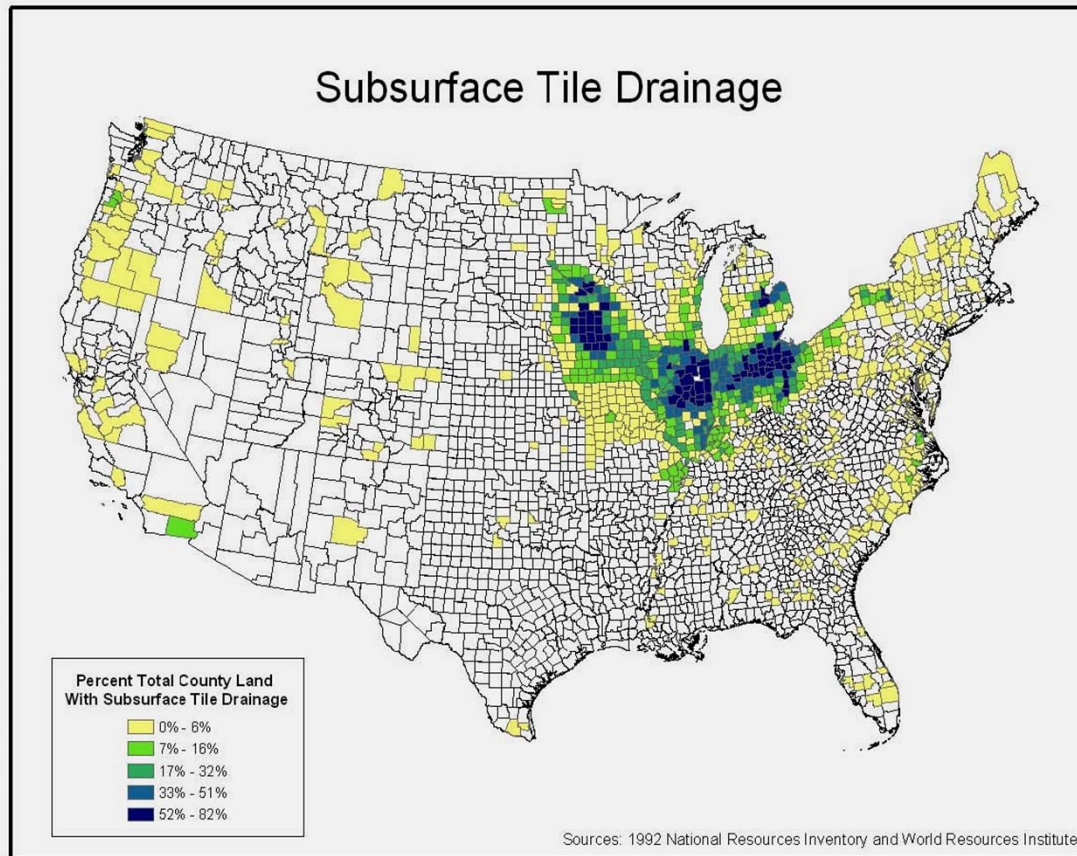 Subsurface Tile Drainage
Percent Total County Land
With Subsurface Tile Drainage
0% - 6%
7% - 16%
17% - 32%
33% - 51%
52% - 82%
Sources: 1992 National Resources Inventory and World Resources Institute